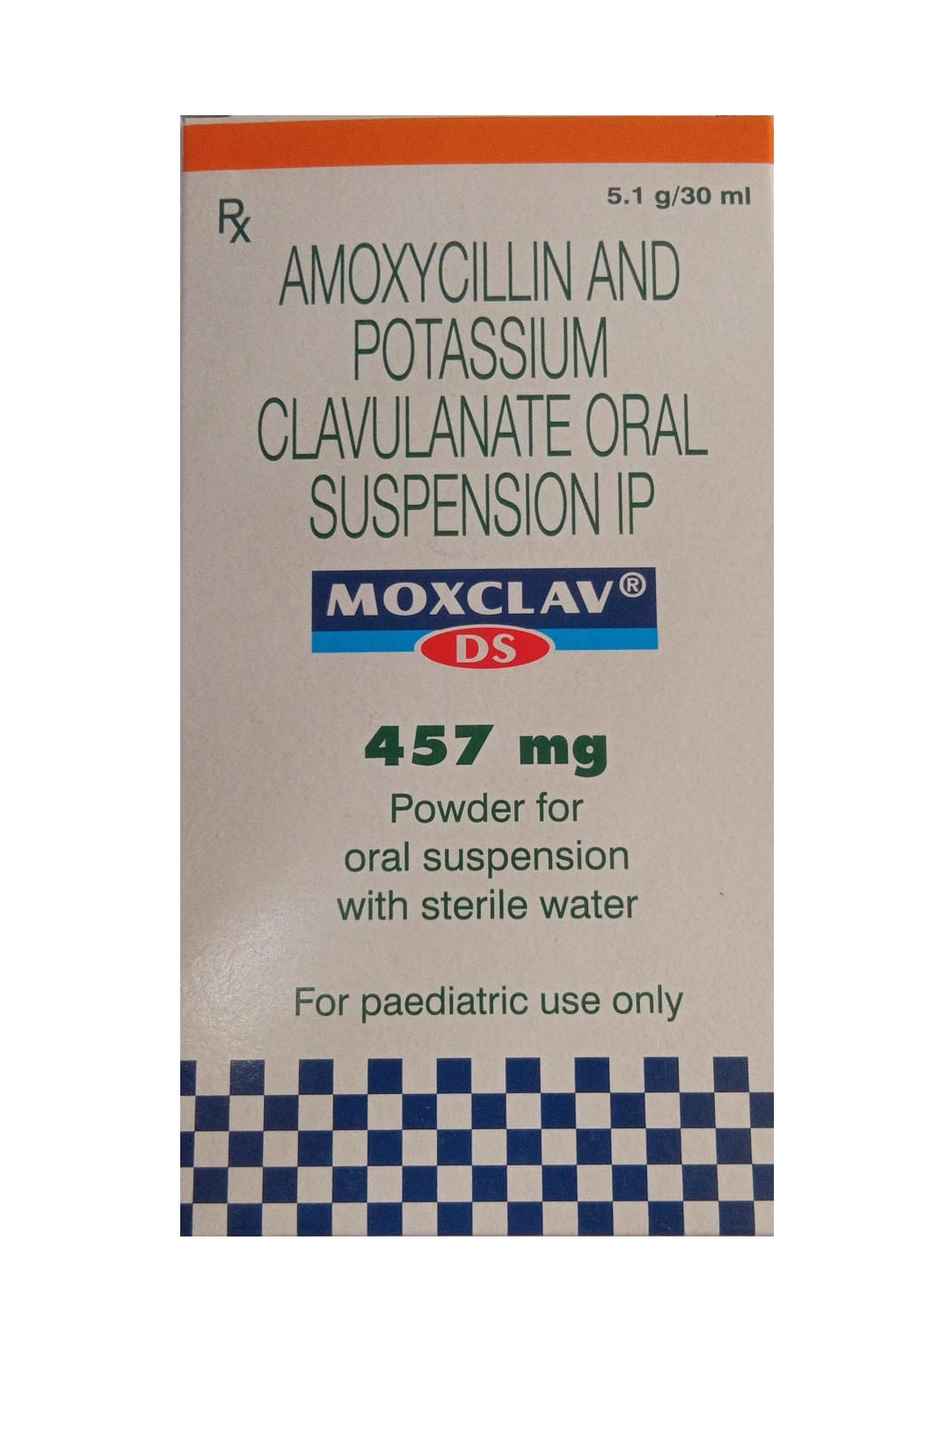 5.1 g/30 ml
Rx
AMOXYCILLIN AND
POTASSIUM
CLAVULANATE ORAL
SUSPENSION IP
MOXCLAV®
DS
457 mg
Powder for
oral suspension
with sterile water
For paediatric use only